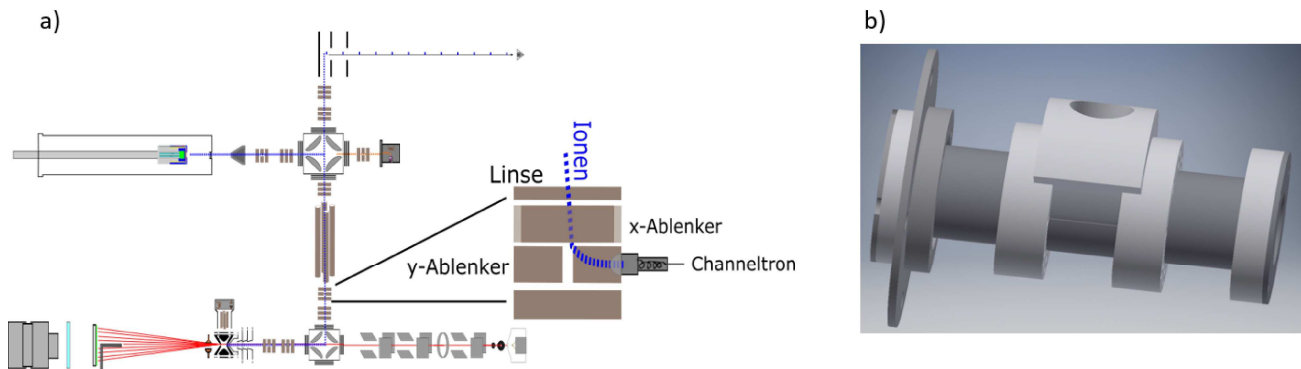 a)
b)
Ionen
Linse
x-Ablenker
y-Ablenker
Channeltron